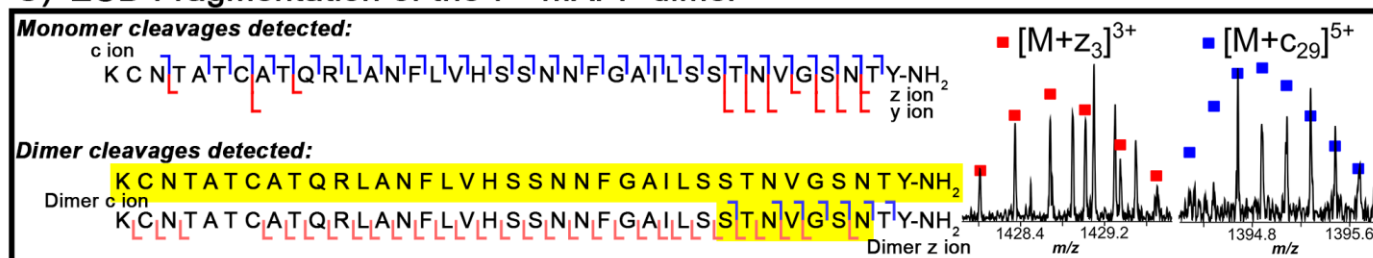 Monomer cleavages detected:
c ion
K C N T A T C A T Q R L A N F L V H S S N N F G A I L S S T N V G S N T Y-NH2
z ion
y ion
[M+z3]3+
[M+c29]5+
Dimer cleavages detected:
K C N T A T C A T Q R L A N F L V H S S N N F G A I L S S T N V G S N T Y-NH2
Dimer c ion
K C N T A T C A T Q R L A N F L V H S S N N F G A I L S S T N V G S N T Y-NH2
Dimer z ion
1428.4 1429.2
m/z
1394.8 1395.6
m/z